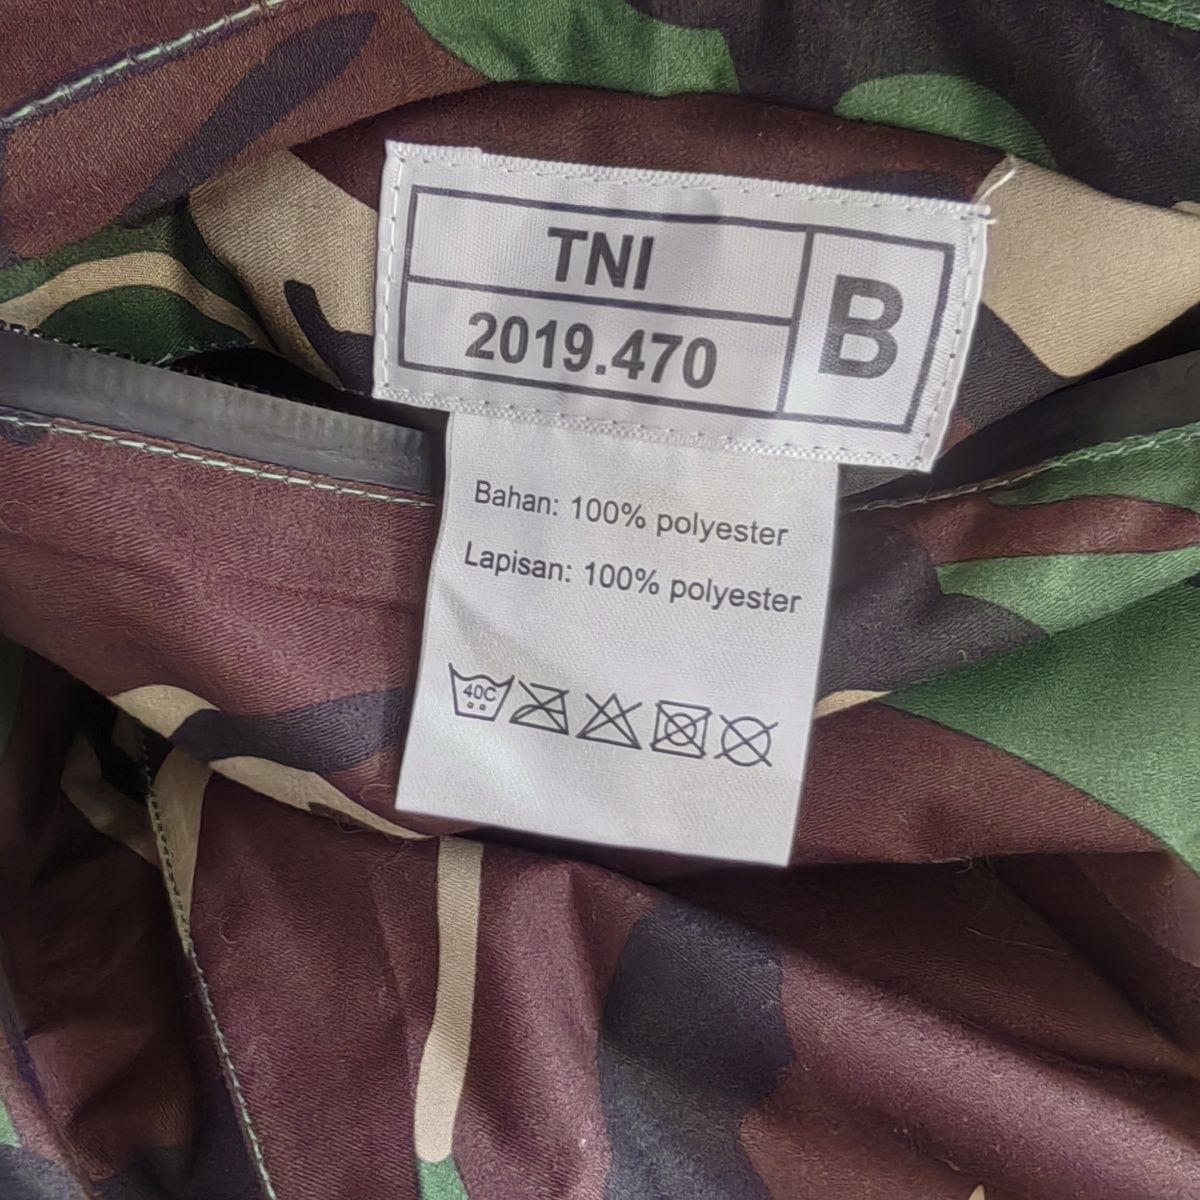 TNI
2019.470
B
Bahan: 100% polyester
Lapisan: 100% polyester
40C